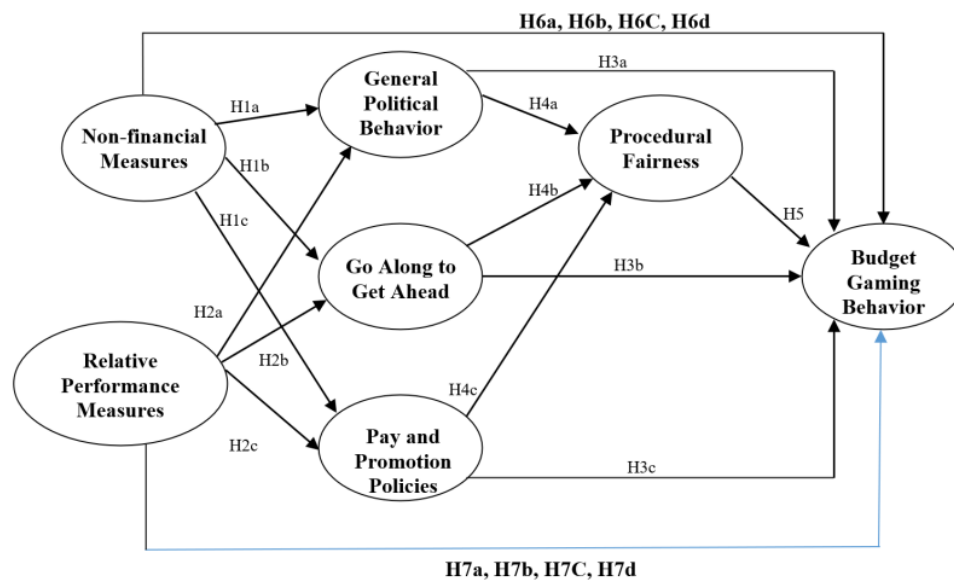 H6a, H6b, H6C, H6d
H3a
General
Political
Behavior
H1a
H4a
Non-financial
Measures
Procedural
Fairness
H1b
H4b
H5
H1c
Go Along to
Get Ahead
H3b
Budget
Gaming
Behavior
H2a
H2b
Relative
Performance
Measures
H4c
H2c
Pay and
Promotion
Policies
H3c
H7a, H7b, H7C, H7d